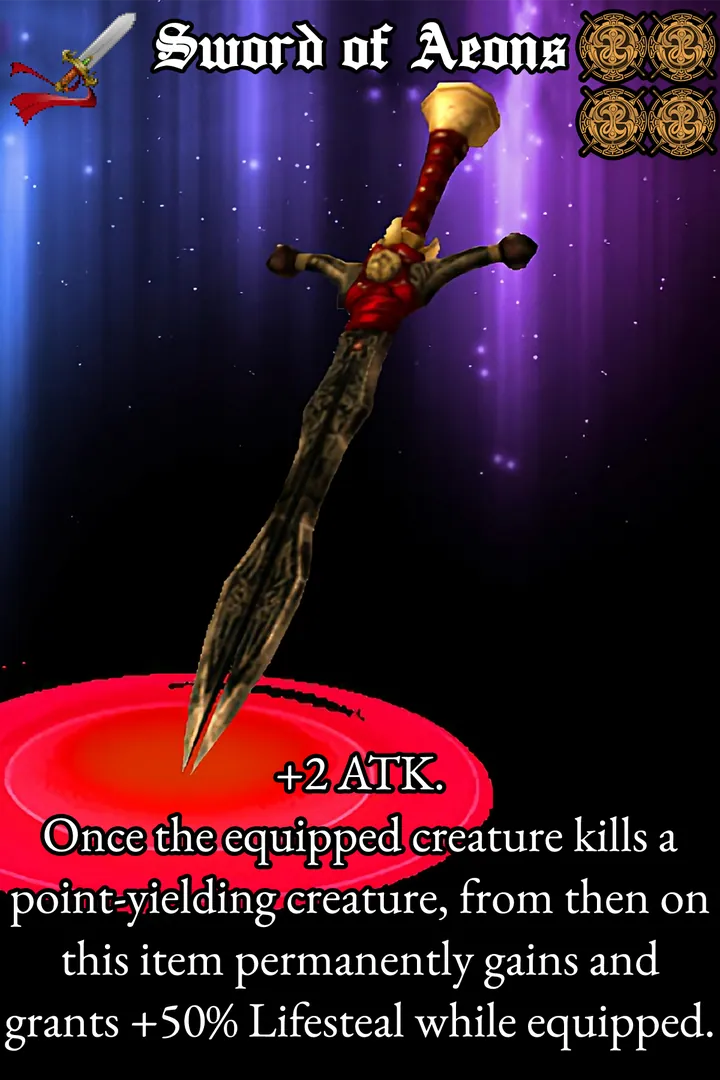 Sword of Aeons
+2 ATK.
Once the equipped creature kills a
point-yielding creature, from then on
this item permanently gains and
grants +50% Lifesteal while equipped.